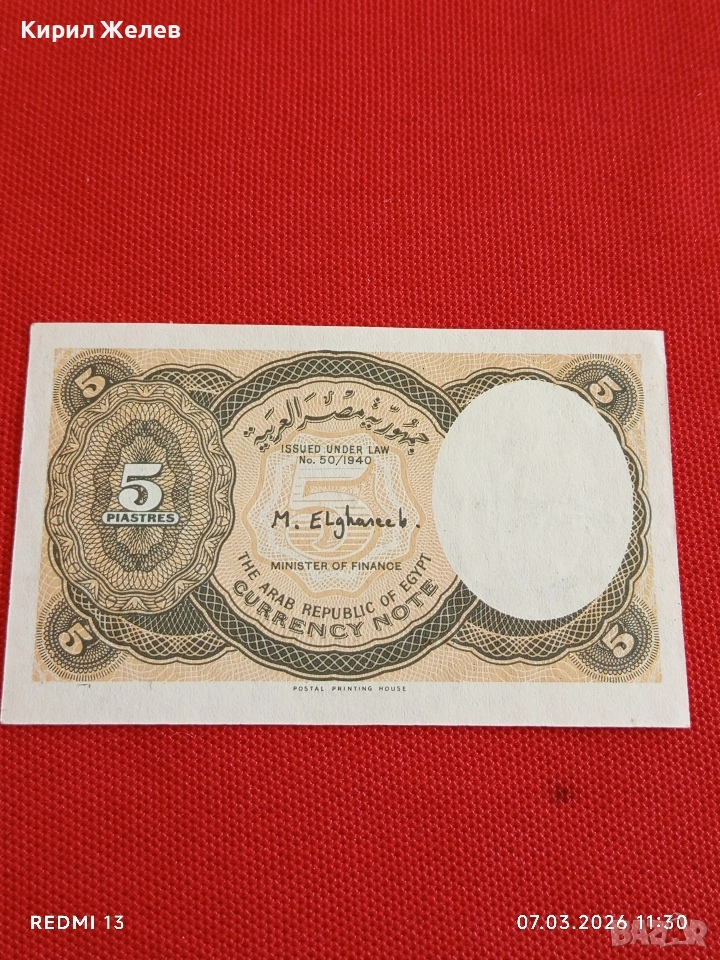 Кирил Желев
5
5
جمهورية مصر العربية
ISSUED UNDER LAW
No. 50/1940
5
5
PIASTRES
M. ELghareeb.
MINISTER OF FINANCE
THE ARAB REPUBLIC OF EGYPT
CURRENCY NOTE
5
5
POSTAL PRINTING HOUSE
REDMI 13
07.03.2026 11:30
BAZAR